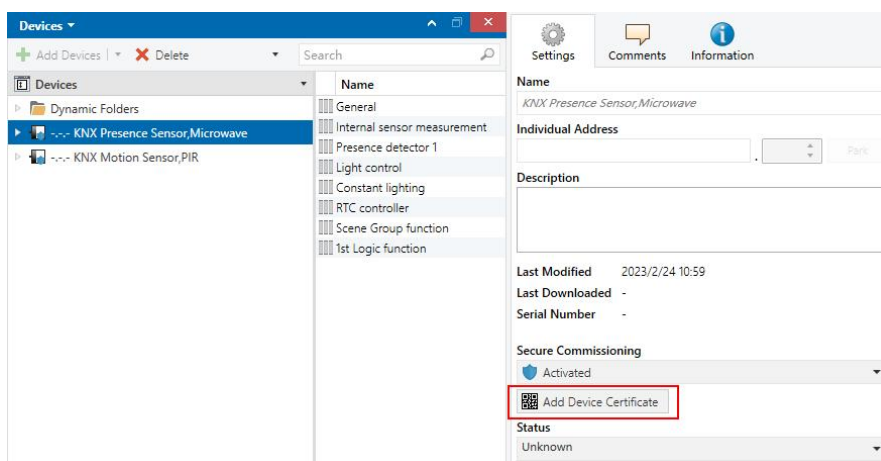 Devices
Add Devices
Delete
Search
Devices
Dynamic Folders
-.-.- KNX Presence Sensor,Microwave
-.-.- KNX Motion Sensor,PIR
Name
General
Internal sensor measurement
Presence detector 1
Light control
Constant lighting
RTC controller
Scene Group function
1st Logic function
Settings
Comments
Information
Name
KNX Presence Sensor,Microwave
Individual Address
. Park
Description
Last Modified 2023/2/24 10:59
Last Downloaded -
Serial Number -
Secure Commissioning
Activated
Add Device Certificate
Status
Unknown